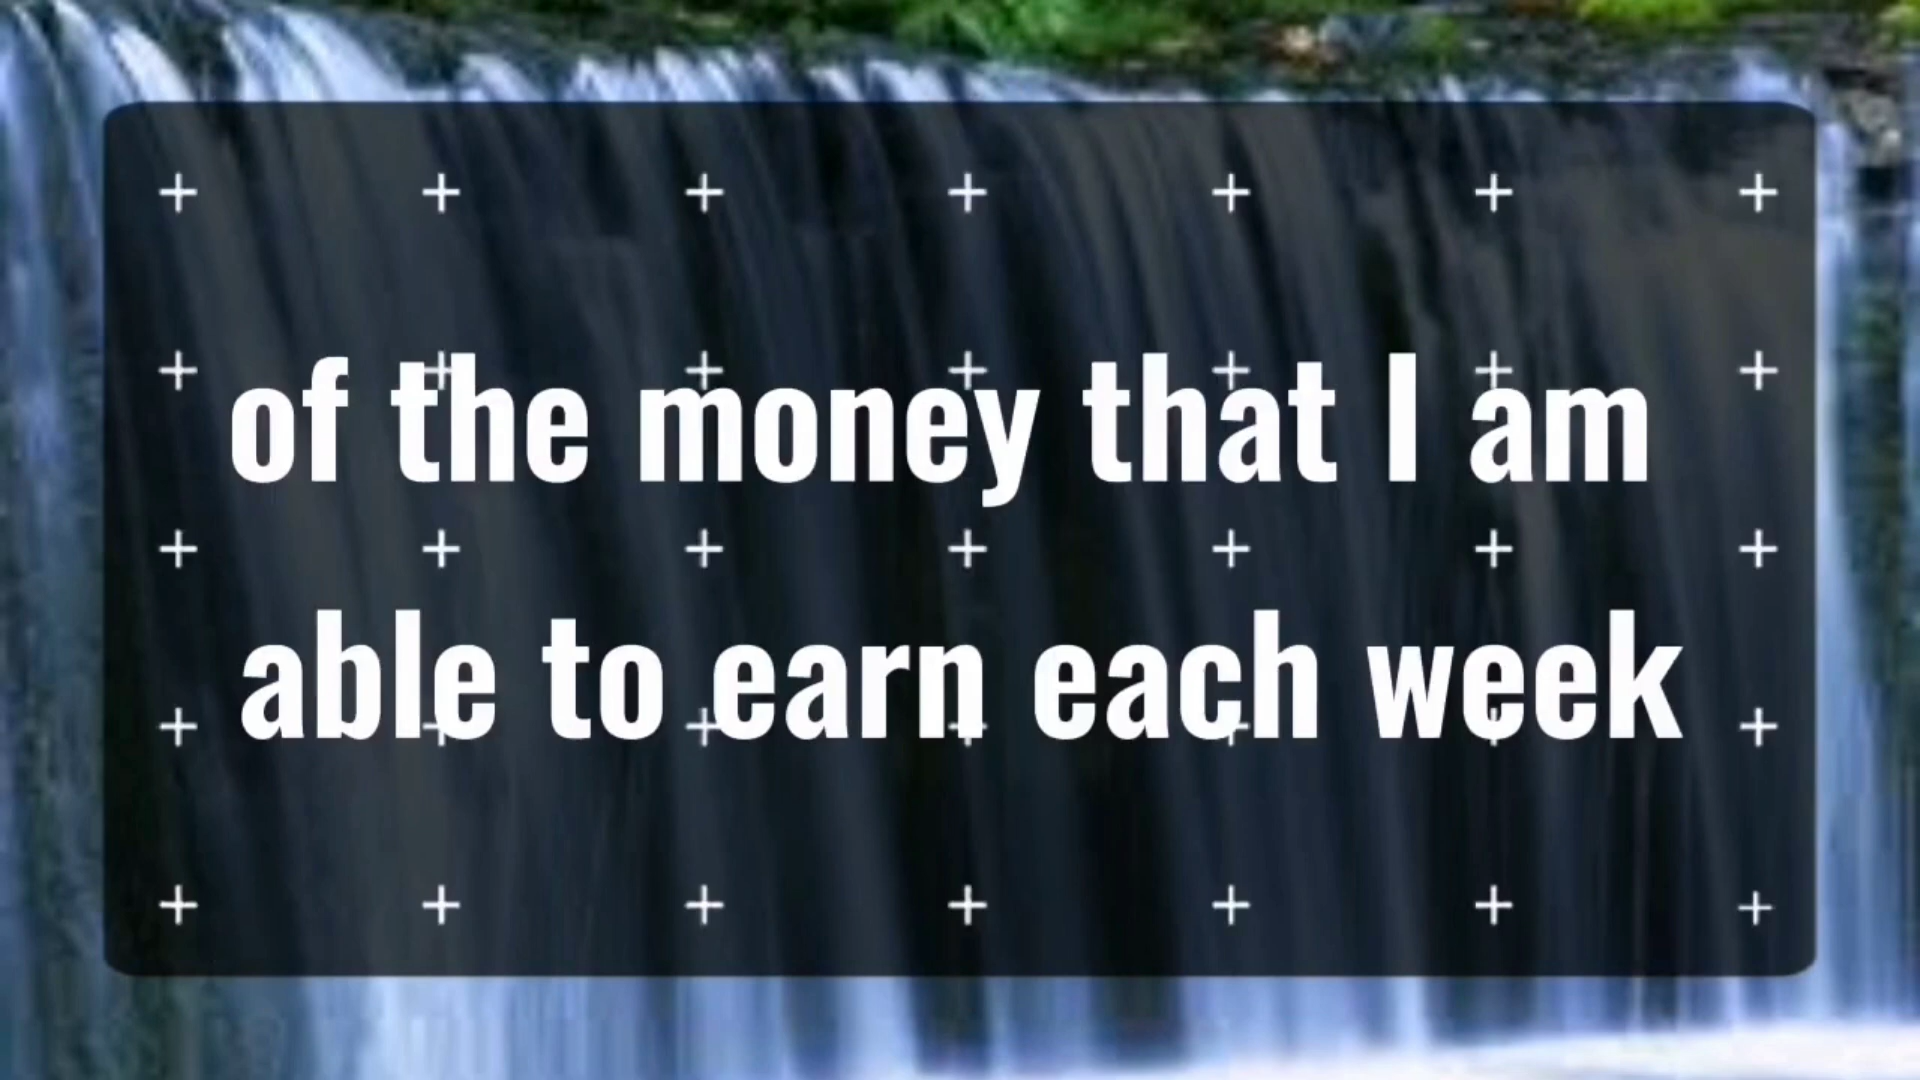 of the money that I am
able to earn each week